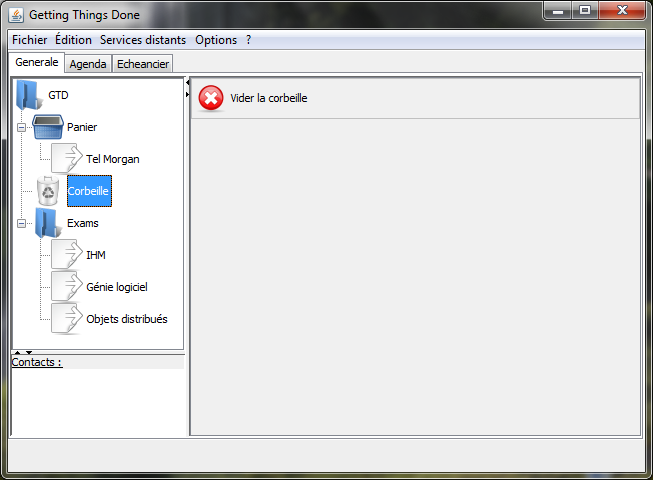 Getting Things Done
Fichier Édition Services distants Options ?
Generale Agenda Echeancier
GTD
Panier
Tel Morgan
Corbeille
Exams
IHM
Génie logiciel
Objets distribués
Contacts :
Vider la corbeille